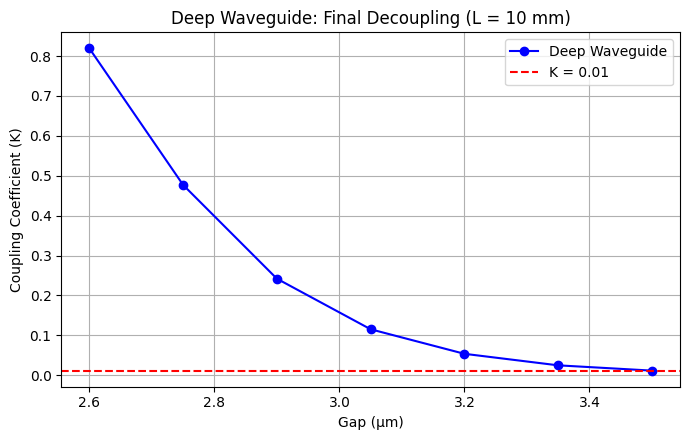 Deep Waveguide: Final Decoupling (L = 10 mm)
Deep Waveguide
K = 0.01
Coupling Coefficient (K)
0.8
0.7
0.6
0.5
0.4
0.3
0.2
0.1
0.0
2.6 2.8 3.0 3.2 3.4
Gap (μm)